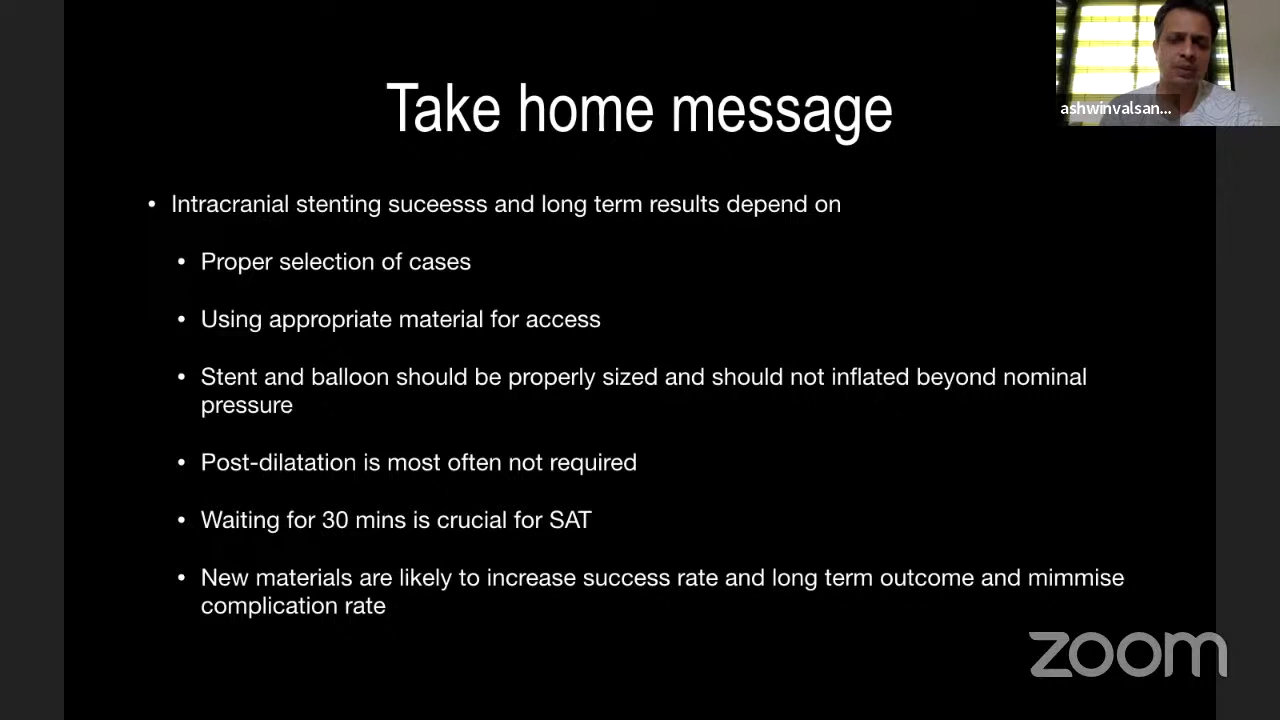 Take home message
ashwinvalsan...
• Intracranial stenting suceesss and long term results depend on
• Proper selection of cases
• Using appropriate material for access
• Stent and balloon should be properly sized and should not inflated beyond nominal
pressure
• Post-dilatation is most often not required
• Waiting for 30 mins is crucial for SAT
• New materials are likely to increase success rate and long term outcome and mimmise
complication rate
zoom